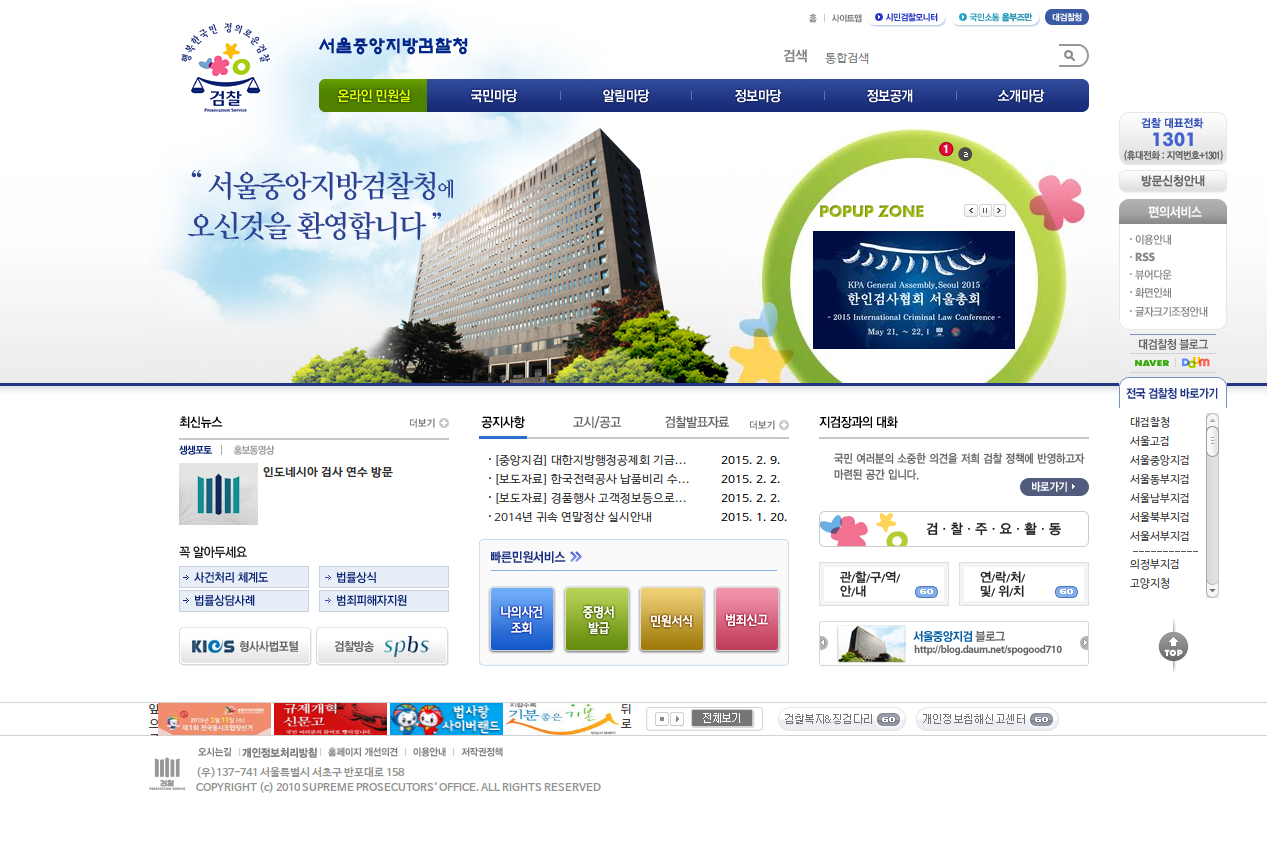 행복한국민 정의로운검찰
검찰
Prosecution Service
서울중앙지방검찰청
홈 | 사이트맵
시민검찰모니터
국민소통 올부즈만
대검찰청
검색
통합검색
온라인 민원실
국민마당
알림마당
정보마당
정보공개
소개마당
“ 서울중앙지방검찰청에
오신것을 환영합니다 ”
1
2
POPUP ZONE
KPA General Assembly, Seoul 2015
한인검사협회 서울총회
- 2015 International Criminal Law Conference -
May 21. ~ 22. |
검찰 대표전화
1301
(휴대전화 : 지역번호+1301)
방문신청안내
편의서비스
· 이용안내
· RSS
· 뷰어다운
· 화면인쇄
· 글자크기조정안내
대검찰청 블로그
NAVER | Daum
전국 검찰청 바로가기
대검찰청
서울고검
서울중앙지검
서울동부지검
서울남부지검
서울북부지검
서울서부지검
-----------
의정부지검
고양지청
TOP
최신뉴스
더보기
생생포토 | 홍보동영상
인도네시아 검사 연수 방문
꼭 알아두세요
사건처리 체계도
법률상식
법률상담사례
범죄피해자지원
KICS 형사사법포털
검찰방송 spbs
공지사항
고시/공고
검찰발표자료
더보기
· [중앙지검] 대한지방행정공제회 기금... 2015. 2. 9.
· [보도자료] 한국전력공사 납품비리 수... 2015. 2. 2.
· [보도자료] 경품행사 고객정보등으로... 2015. 2. 2.
· 2014년 귀속 연말정산 실시안내 2015. 1. 20.
빠른민원서비스
나의사건
조회
증명서
발급
민원서식
범죄신고
지검장과의 대화
국민 여러분의 소중한 의견을 저희 검찰 정책에 반영하고자
마련된 공간 입니다.
바로가기
검·찰·주·요·활·동
관/할/구/역/
안/내
GO
연/락/처/
및/ 위/치
GO
서울중앙지검 블로그
http://blog.daum.net/spogood710
앞
으
2015년 3월 11일 (수)
제1회 전국동시조합장선거
규제개혁
신문고
법사랑
사이버랜드
기분좋은 기본
뒤
로
전체보기
검찰복지&징검다리 GO
개인정보침해신고센터 GO
오시는길 | 개인정보처리방침 | 홈페이지 개선의견 | 이용안내 | 저작권정책
검찰
PROSECUTION SERVICE
(우)137-741 서울특별시 서초구 반포대로 158
COPYRIGHT (c) 2010 SUPREME PROSECUTORS' OFFICE. ALL RIGHTS RESERVED